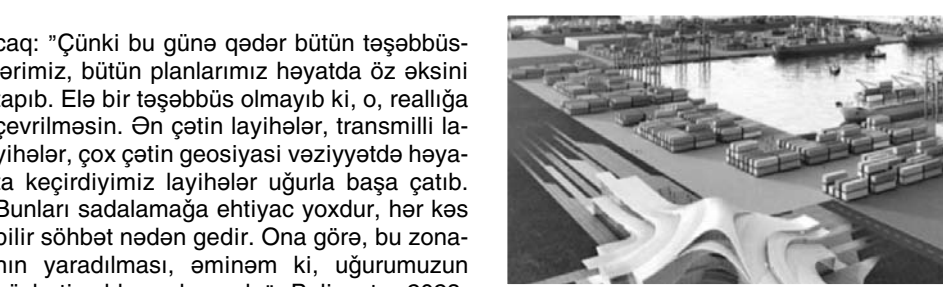 caq: "Çünki bu günə qədər bütün təşəbbüs-
ərimiz, bütün planlarımız həyatda öz əksini
tapıb. Elə bir təşəbbüs olmayıb ki, o, reallığa
çevrilməsin. Ən çətin layihələr, transmilli la-
yihələr, çox çətin geosiyasi vəziyyətdə həya-
ta keçirdiyimiz layihələr uğurla başa çatıb.
Bunları sadalamağa ehtiyac yoxdur, hər kəs
bilir söhbət nədən gedir. Ona görə, bu zona-
nın yaradılması, əminəm ki, uğurumuzun